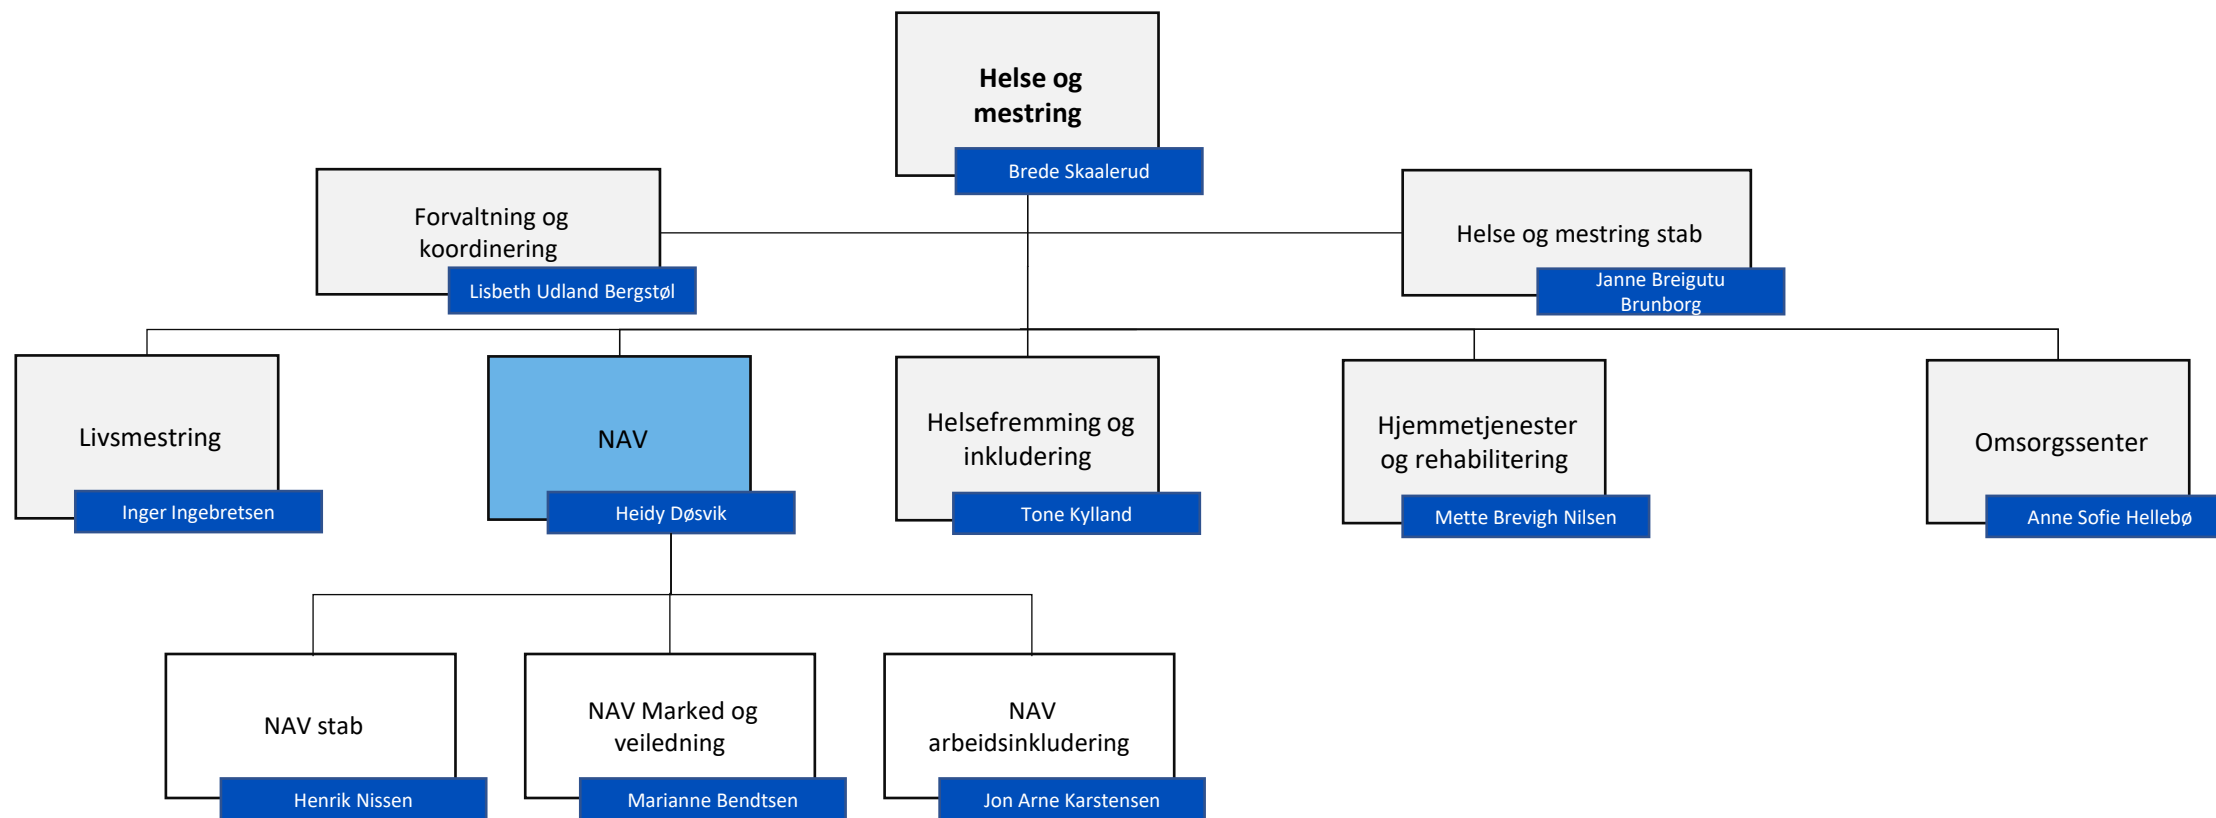 Helse og
mestring
Brede Skaalerud
Forvaltning og
koordinering
Lisbeth Udland Bergstøl
Helse og mestring stab
Janne Breigutu
Brunborg
Livsmestring
Inger Ingebretsen
NAV
Heidy Døsvik
Helsefremming og
inkludering
Tone Kylland
Hjemmetjenester
og rehabilitering
Mette Brevigh Nilsen
Omsorgssenter
Anne Sofie Hellebø
NAV stab
Henrik Nissen
NAV Marked og
veiledning
Marianne Bendtsen
NAV
arbeidsinkludering
Jon Arne Karstensen